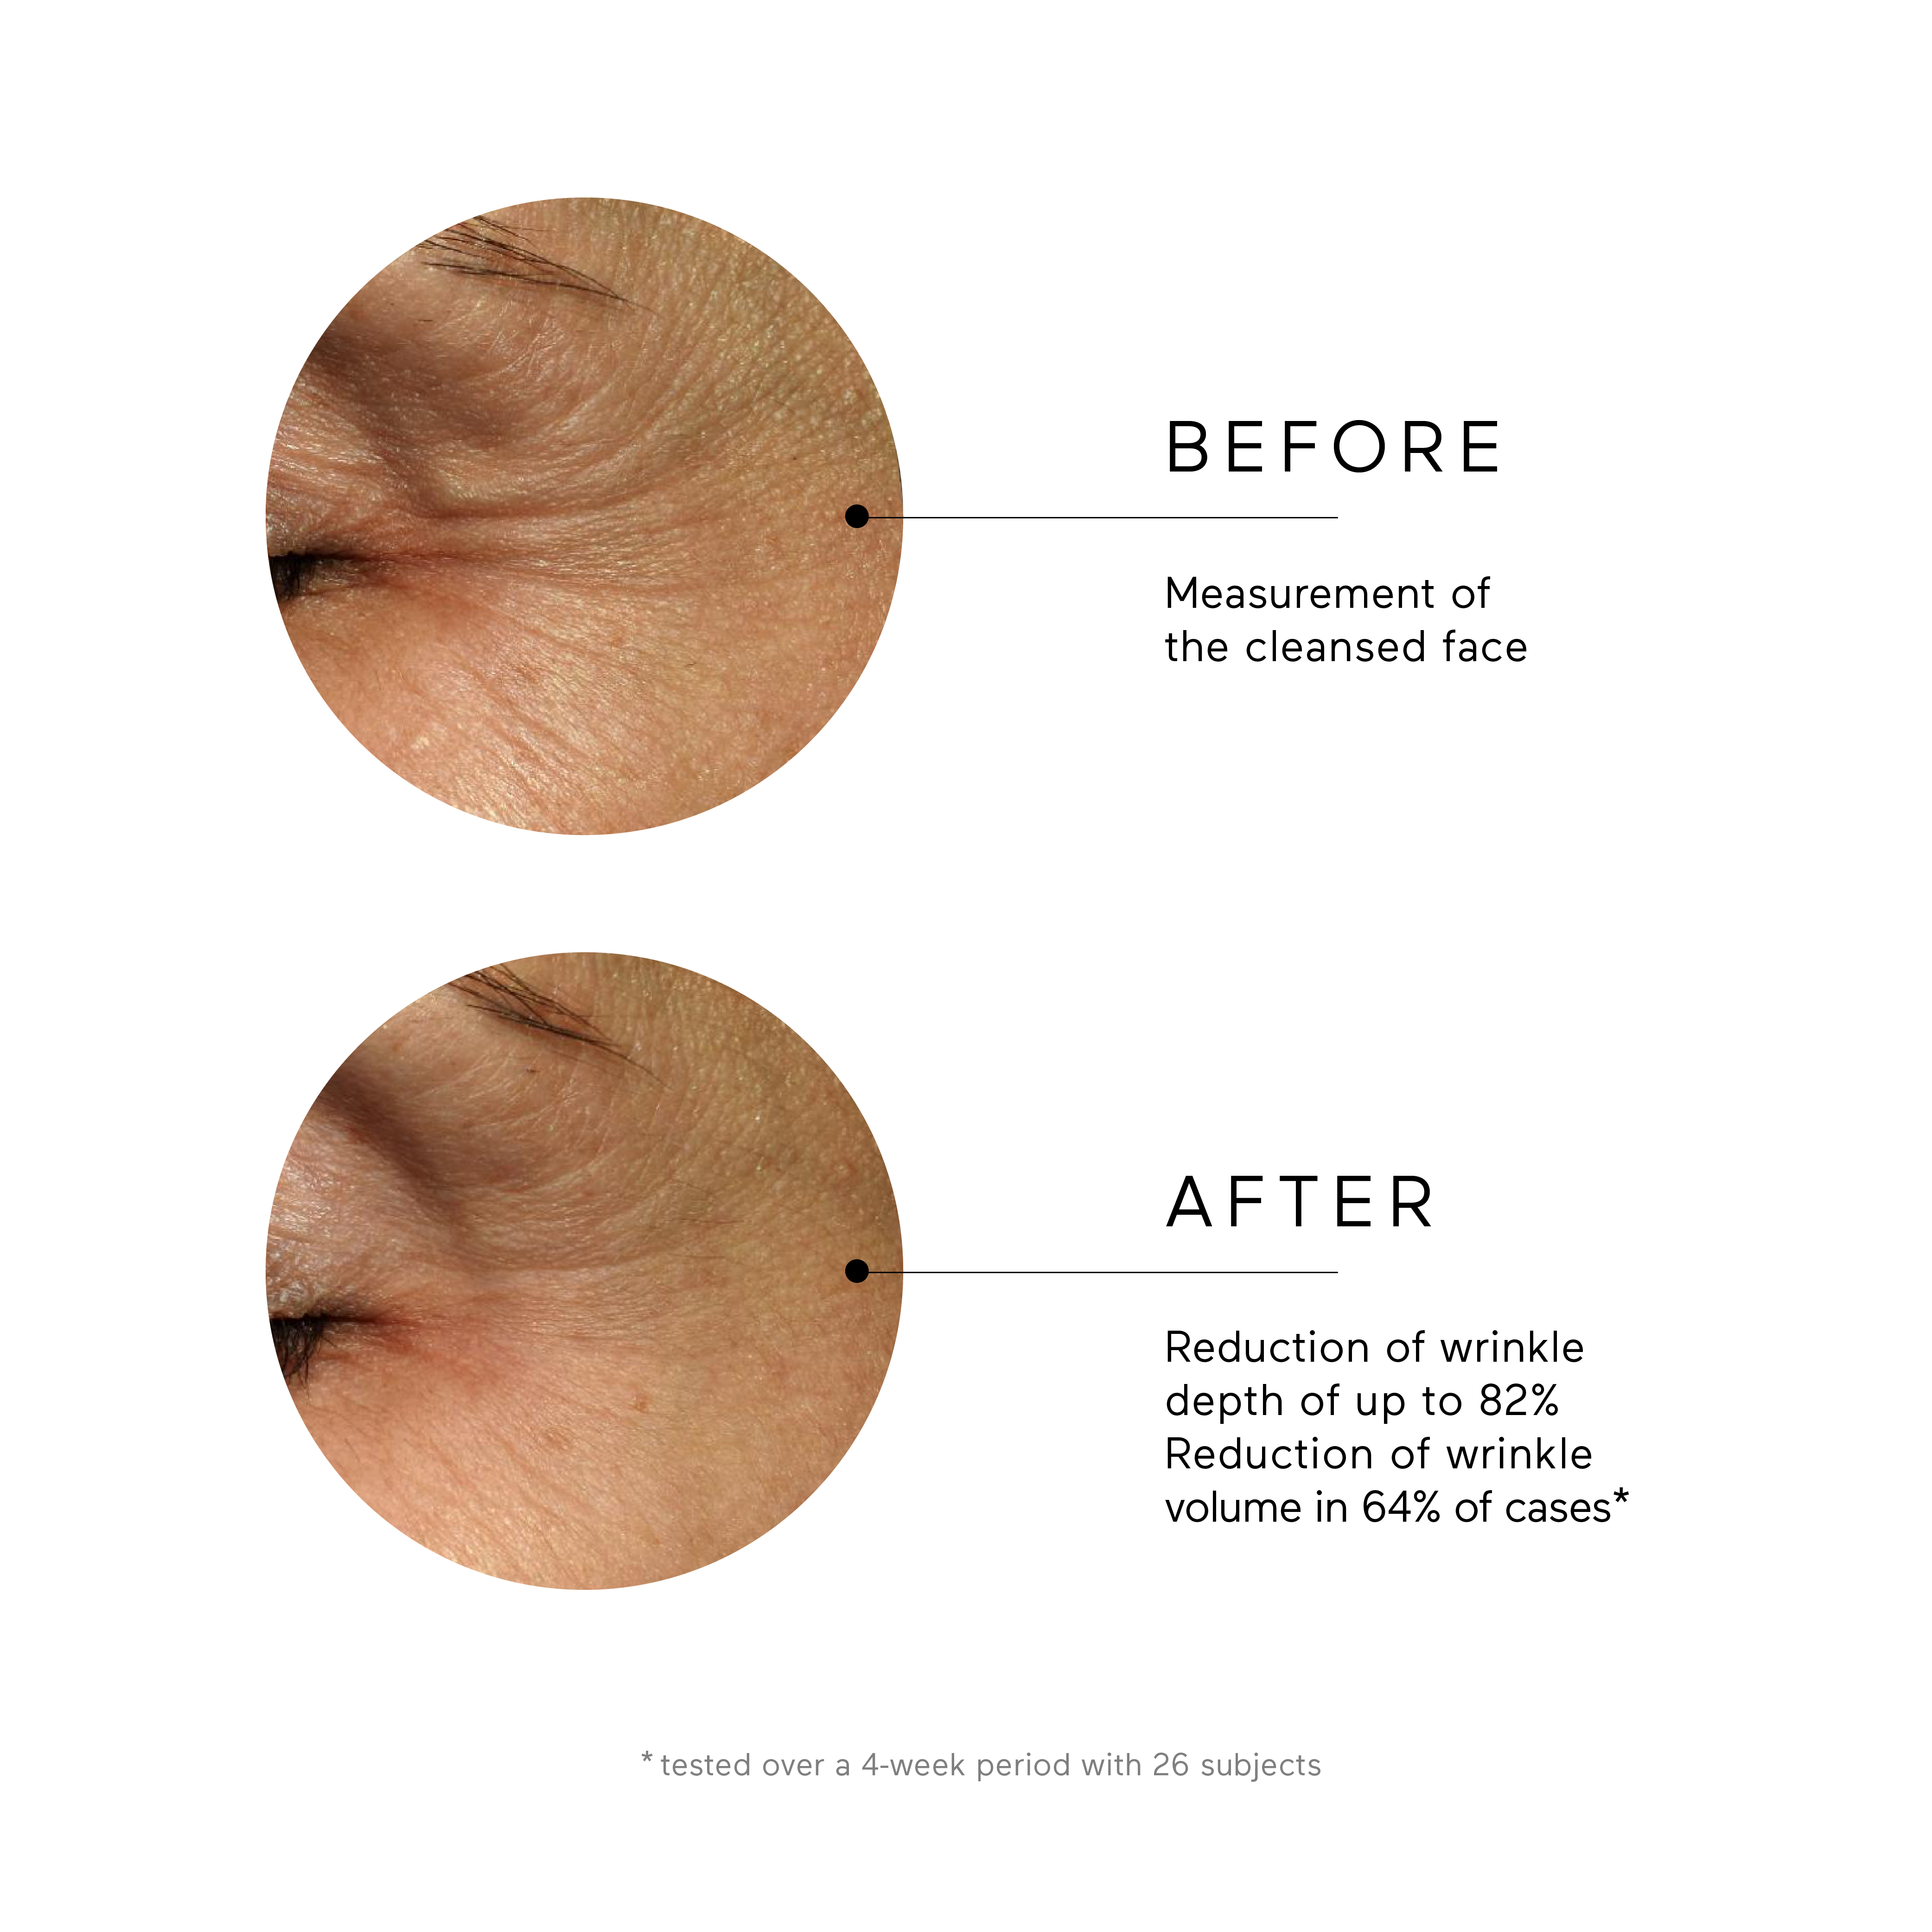 BEFORE
Measurement of
the cleansed face
AFTER
Reduction of wrinkle
depth of up to 82%
Reduction of wrinkle
volume in 64% of cases*
* tested over a 4-week period with 26 subjects